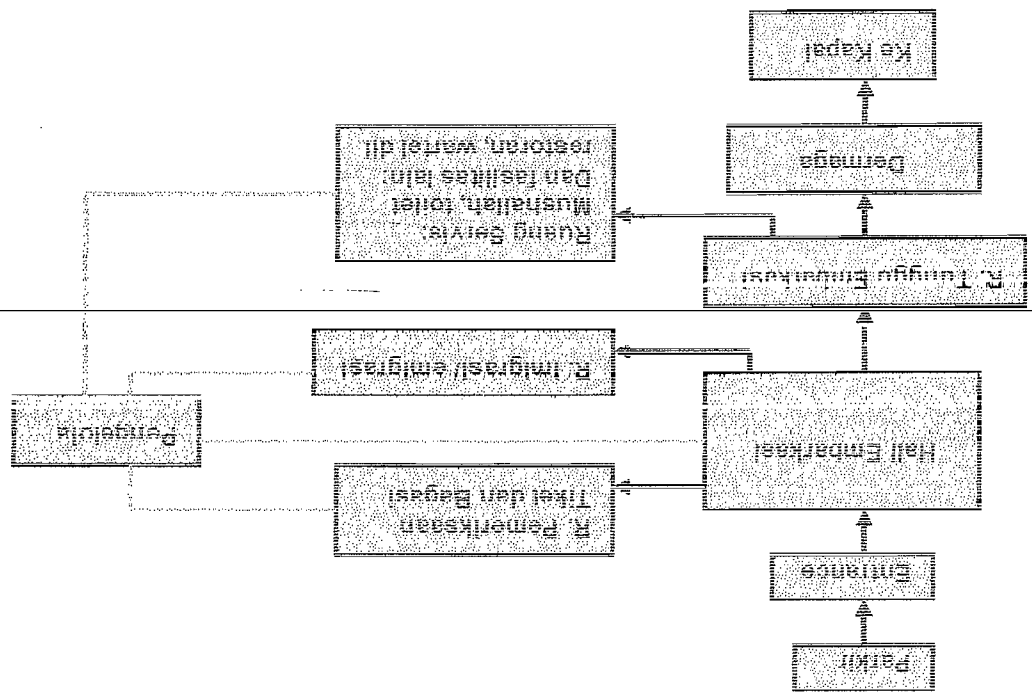 Parkir
Entrance
Hall Embarkasi
R. Pemeriksaan
Tiket dan Bagasi
Pengelola
R. Imigrasi/emigrasi
R. Tunggu Embarkasi
Ruang Servis:
Mushallah, toilet
Dan fasilitas lain:
restoran, wartel dll.
Dermaga
Ke Kapal